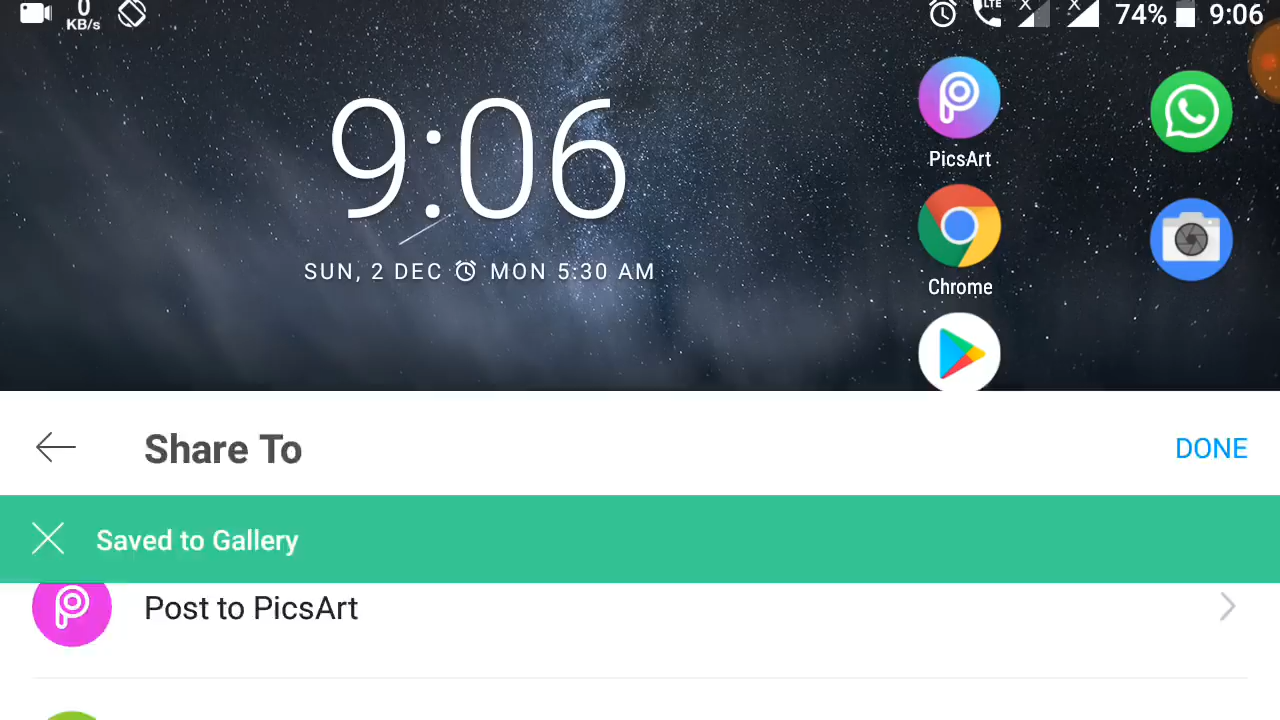 0
KB/s
LTE
X
X
74%
9:06
9:06
SUN, 2 DEC
MON 5:30 AM
PicsArt
Chrome
Share To
DONE
Saved to Gallery
Post to PicsArt